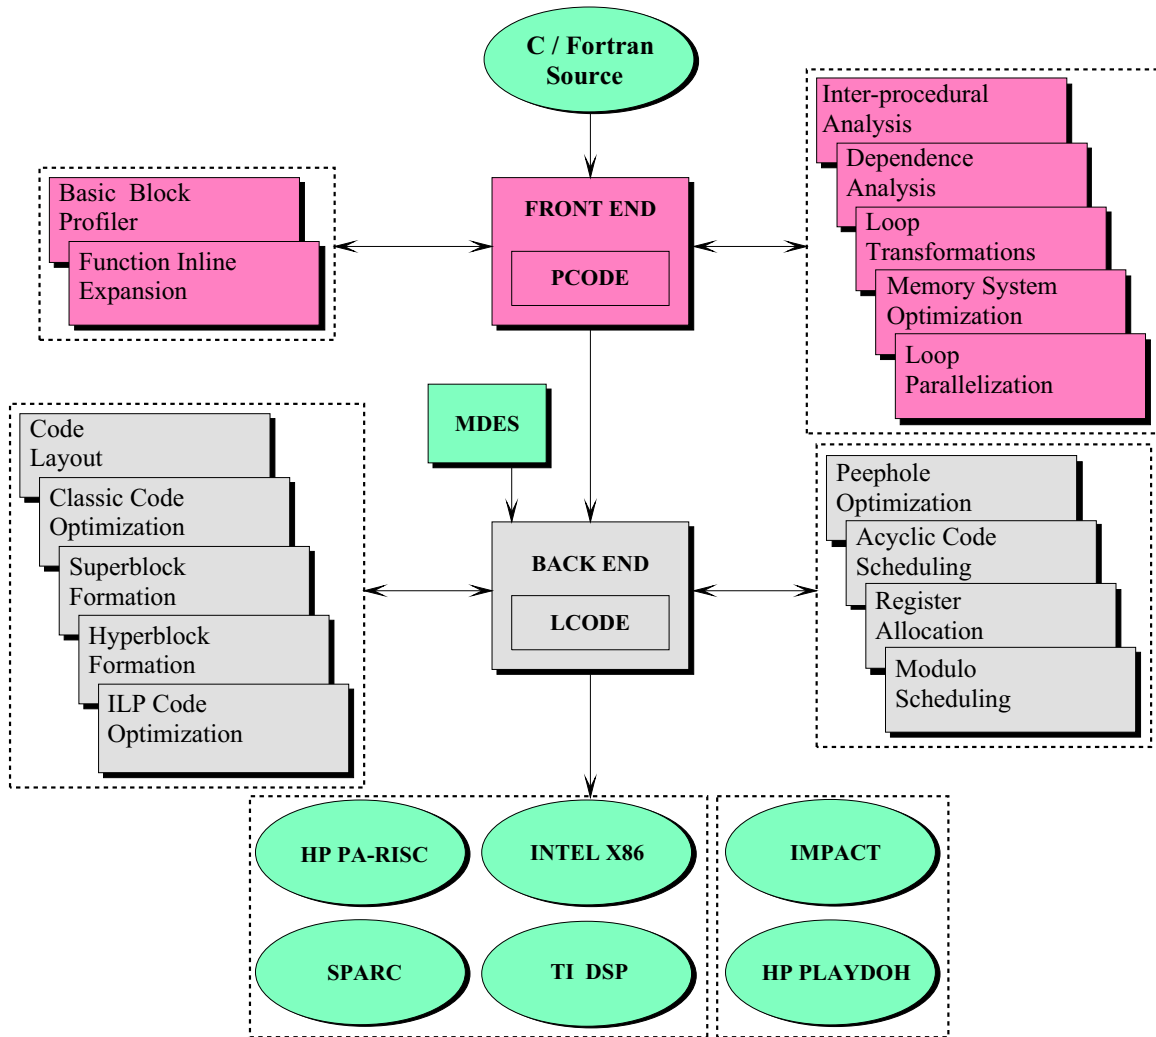 C / Fortran
Source
Inter-procedural
Analysis
Dependence
Analysis
Loop
Transformations
Memory System
Optimization
Loop
Parallelization
Basic Block
Profiler
Function Inline
Expansion
FRONT END
PCODE
MDES
Code
Layout
Classic Code
Optimization
Superblock
Formation
Hyperblock
Formation
ILP Code
Optimization
BACK END
LCODE
Peephole
Optimization
Acyclic Code
Scheduling
Register
Allocation
Modulo
Scheduling
HP PA-RISC
INTEL X86
IMPACT
SPARC
TI DSP
HP PLAYDOH